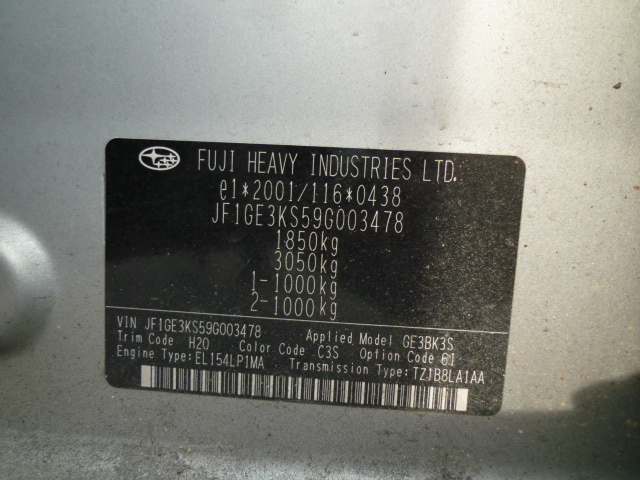 FUJI HEAVY INDUSTRIES LTD.
e1*2001/116*0438
JF1GE3KS59G003478
1850kg
3050kg
1-1000kg
2-1000kg
VIN JF1GE3KS59G003478 Applied Model GE3BK3S
Trim Code H20 Color Code C3S Option Code 61
Engine Type:EL154LP1MA Transmission Type:TZ1B8LA1AA